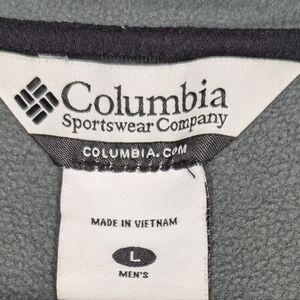 Columbia
Sportswear Company
COLUMBIA.COM
MADE IN VIETNAM
L
MEN'S